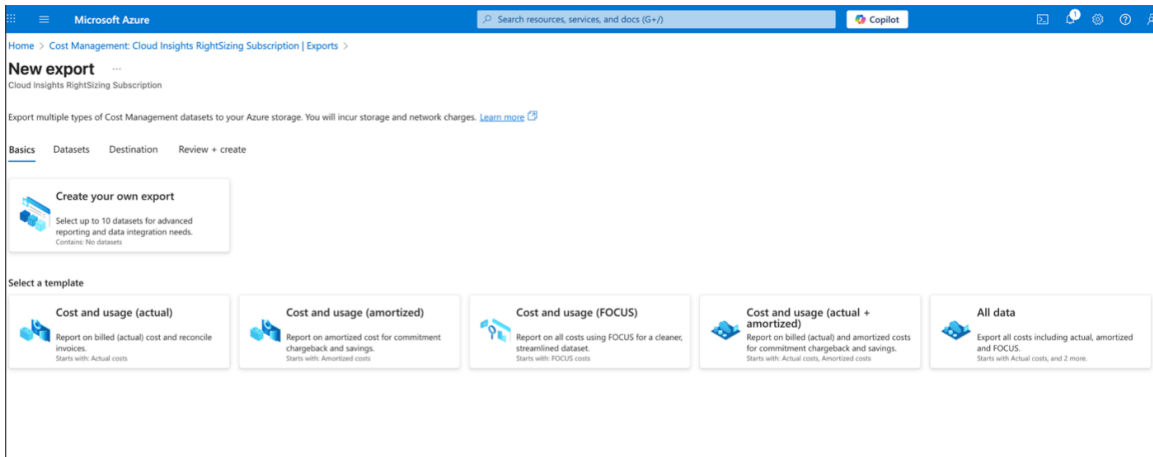 Microsoft Azure
Search resources, services, and docs (G+/)
Copilot
1
Home > Cost Management: Cloud Insights RightSizing Subscription | Exports >
New export ...
Cloud Insights RightSizing Subscription
Export multiple types of Cost Management datasets to your Azure storage. You will incur storage and network charges. Learn more
Basics Datasets Destination Review + create
Create your own export
Select up to 10 datasets for advanced
reporting and data integration needs.
Contains: No datasets
Select a template
Cost and usage (actual)
Report on billed (actual) cost and reconcile
invoices.
Starts with: Actual costs
Cost and usage (amortized)
Report on amortized cost for commitment
chargeback and savings.
Starts with: Amortized costs
Cost and usage (FOCUS)
Report on all costs using FOCUS for a cleaner,
streamlined dataset.
Starts with: FOCUS costs
Cost and usage (actual +
amortized)
Report on billed (actual) and amortized costs
for commitment chargeback and savings.
Starts with: Actual costs, Amortized costs
All data
Export all costs including actual, amortized
and FOCUS.
Starts with Actual costs, and 2 more.